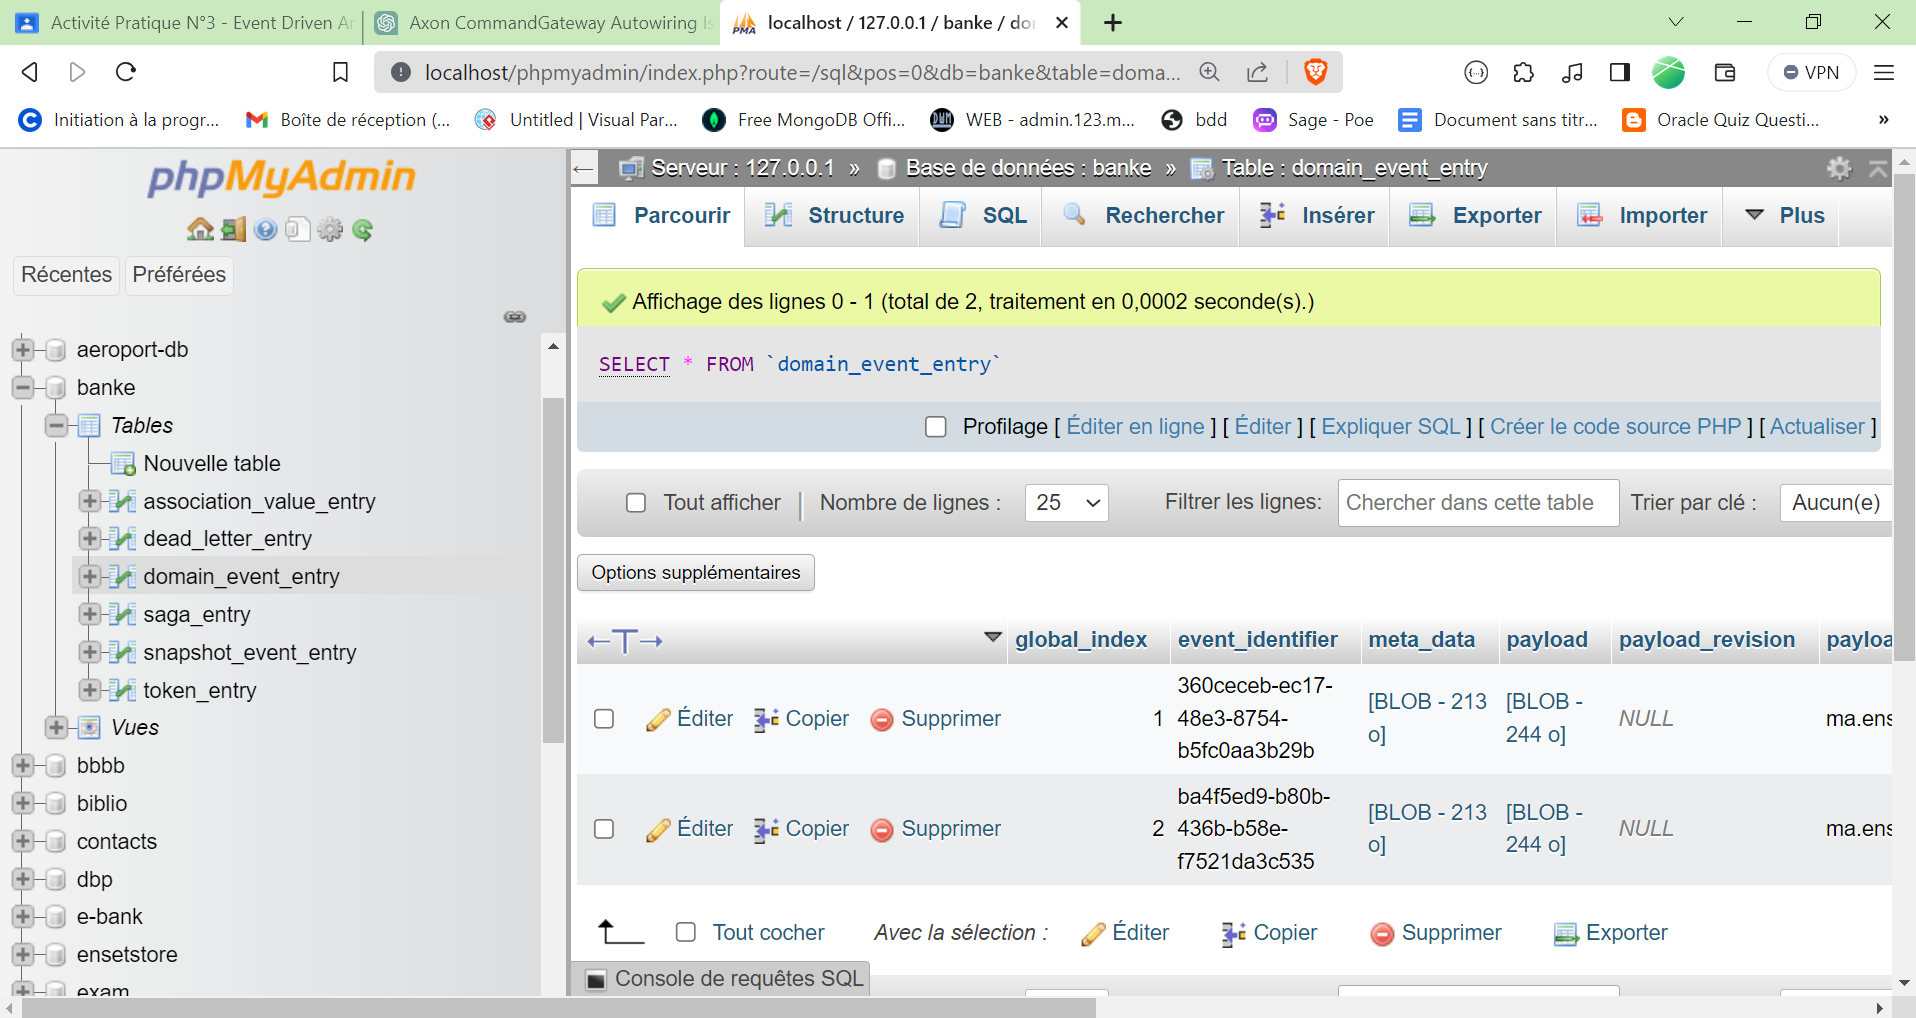 Activité Pratique N°3 - Event Driven Ar
Axon CommandGateway Autowiring Is
PMA localhost / 127.0.0.1 / banke / do
localhost/phpmyadmin/index.php?route=/sql&pos=0&db=banke&table=doma...
VPN
Initiation à la progr...
Boîte de réception (...
Untitled | Visual Par...
Free MongoDB Offi...
WEB - admin.123.m...
bdd
Sage - Poe
Document sans titr...
Oracle Quiz Questi...
»
phpMyAdmin
Récentes
Préférées
aeroport-db
banke
Tables
Nouvelle table
association_value_entry
dead_letter_entry
domain_event_entry
saga_entry
snapshot_event_entry
token_entry
Vues
bbbb
biblio
contacts
dbp
e-bank
ensetstore
exam
Serveur : 127.0.0.1 » Base de données : banke » Table : domain_event_entry
Parcourir Structure SQL Rechercher Insérer Exporter Importer Plus
Affichage des lignes 0 - 1 (total de 2, traitement en 0,0002 seconde(s).)
SELECT * FROM `domain_event_entry`
Profilage [ Éditer en ligne ] [ Éditer ] [ Expliquer SQL ] [ Créer le code source PHP ] [ Actualiser ]
Tout afficher | Nombre de lignes : 25 Filtrer les lignes: Chercher dans cette table Trier par clé : Aucun(e)
Options supplémentaires
←T→ global_index event_identifier meta_data payload payload_revision payloa
Éditer Copier Supprimer 1
360ceceb-ec17-
48e3-8754-
b5fc0aa3b29b
[BLOB - 213
o]
[BLOB -
244 o]
NULL
ma.ens
Éditer Copier Supprimer 2
ba4f5ed9-b80b-
436b-b58e-
f7521da3c535
[BLOB - 213
o]
[BLOB -
244 o]
NULL
ma.ens
Tout cocher Avec la sélection : Éditer Copier Supprimer Exporter
Console de requêtes SQL